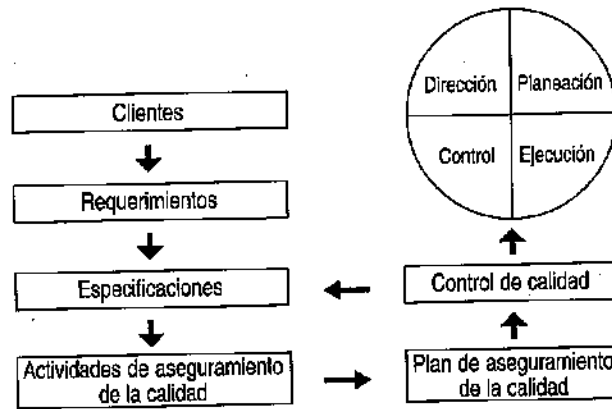 Dirección
Planeación
Control
Ejecución
Clientes
Requerimientos
Especificaciones
Control de calidad
Actividades de aseguramiento
de la calidad
Plan de aseguramiento
de la calidad